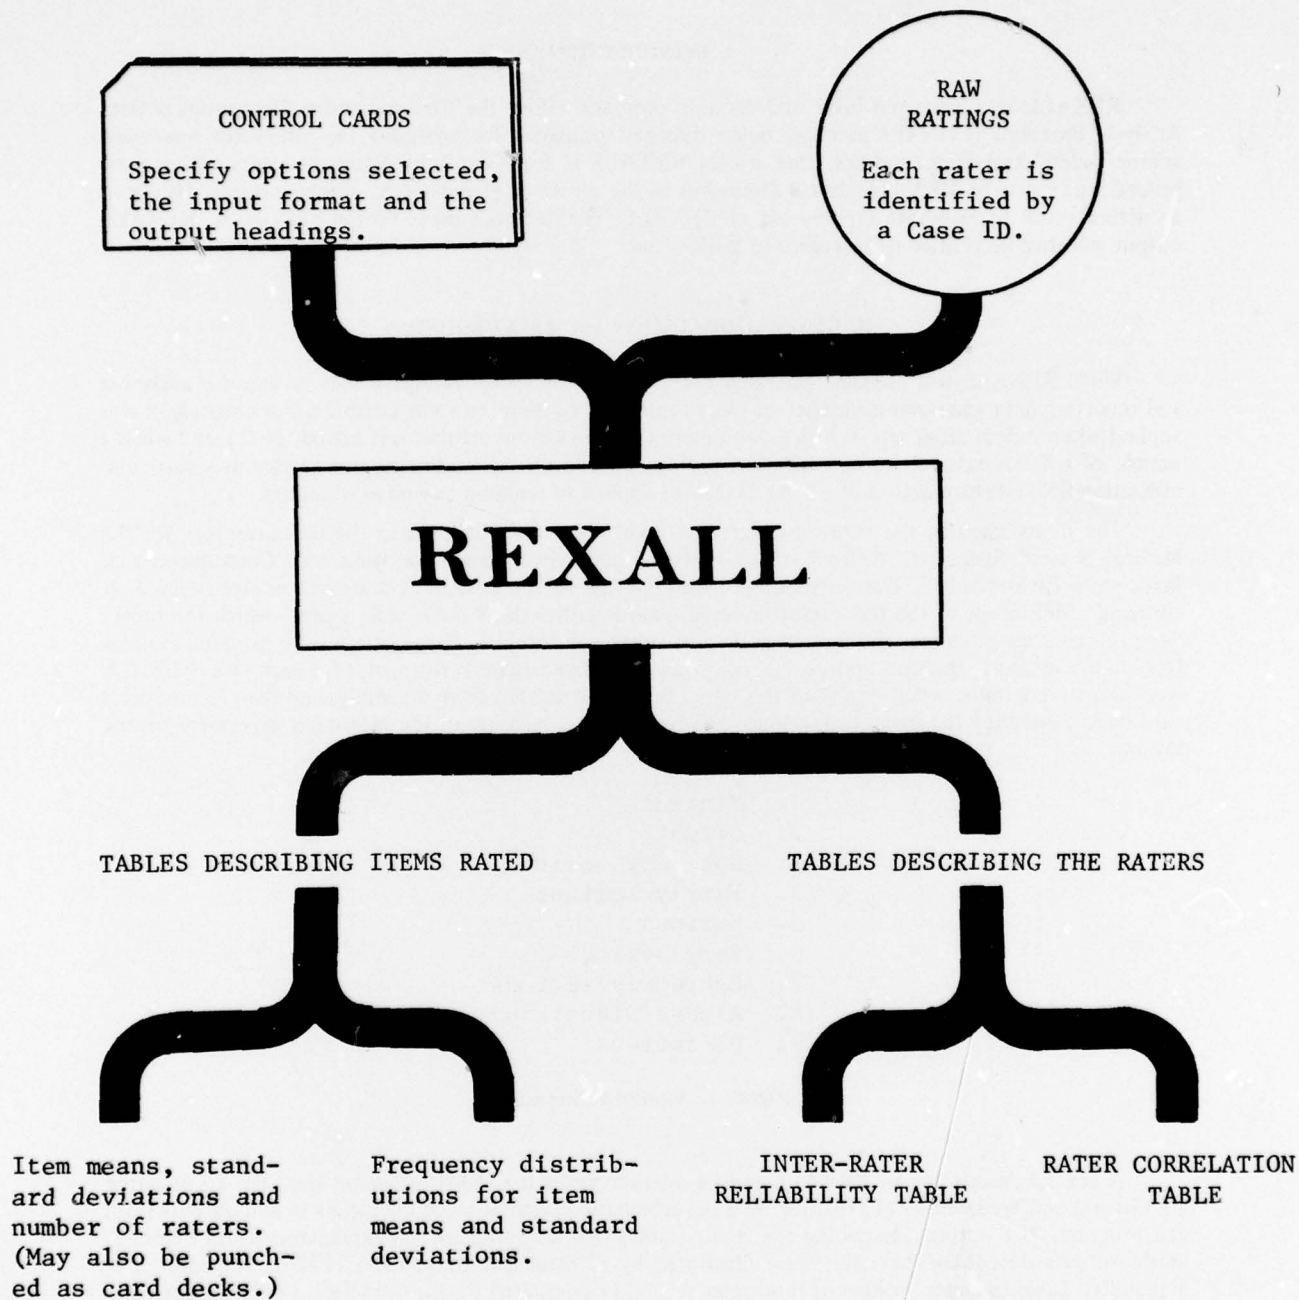 CONTROL CARDS
Specify options selected,
the input format and the
output headings.
RAW
RATINGS
Each rater is
identified by
a Case ID.
REXALL
TABLES DESCRIBING ITEMS RATED
TABLES DESCRIBING THE RATERS
Item means, stand-
ard deviations and
number of raters.
(May also be punch-
ed as card decks.)
Frequency distrib-
utions for item
means and standard
deviations.
INTER-RATER
RELIABILITY TABLE
RATER CORRELATION
TABLE